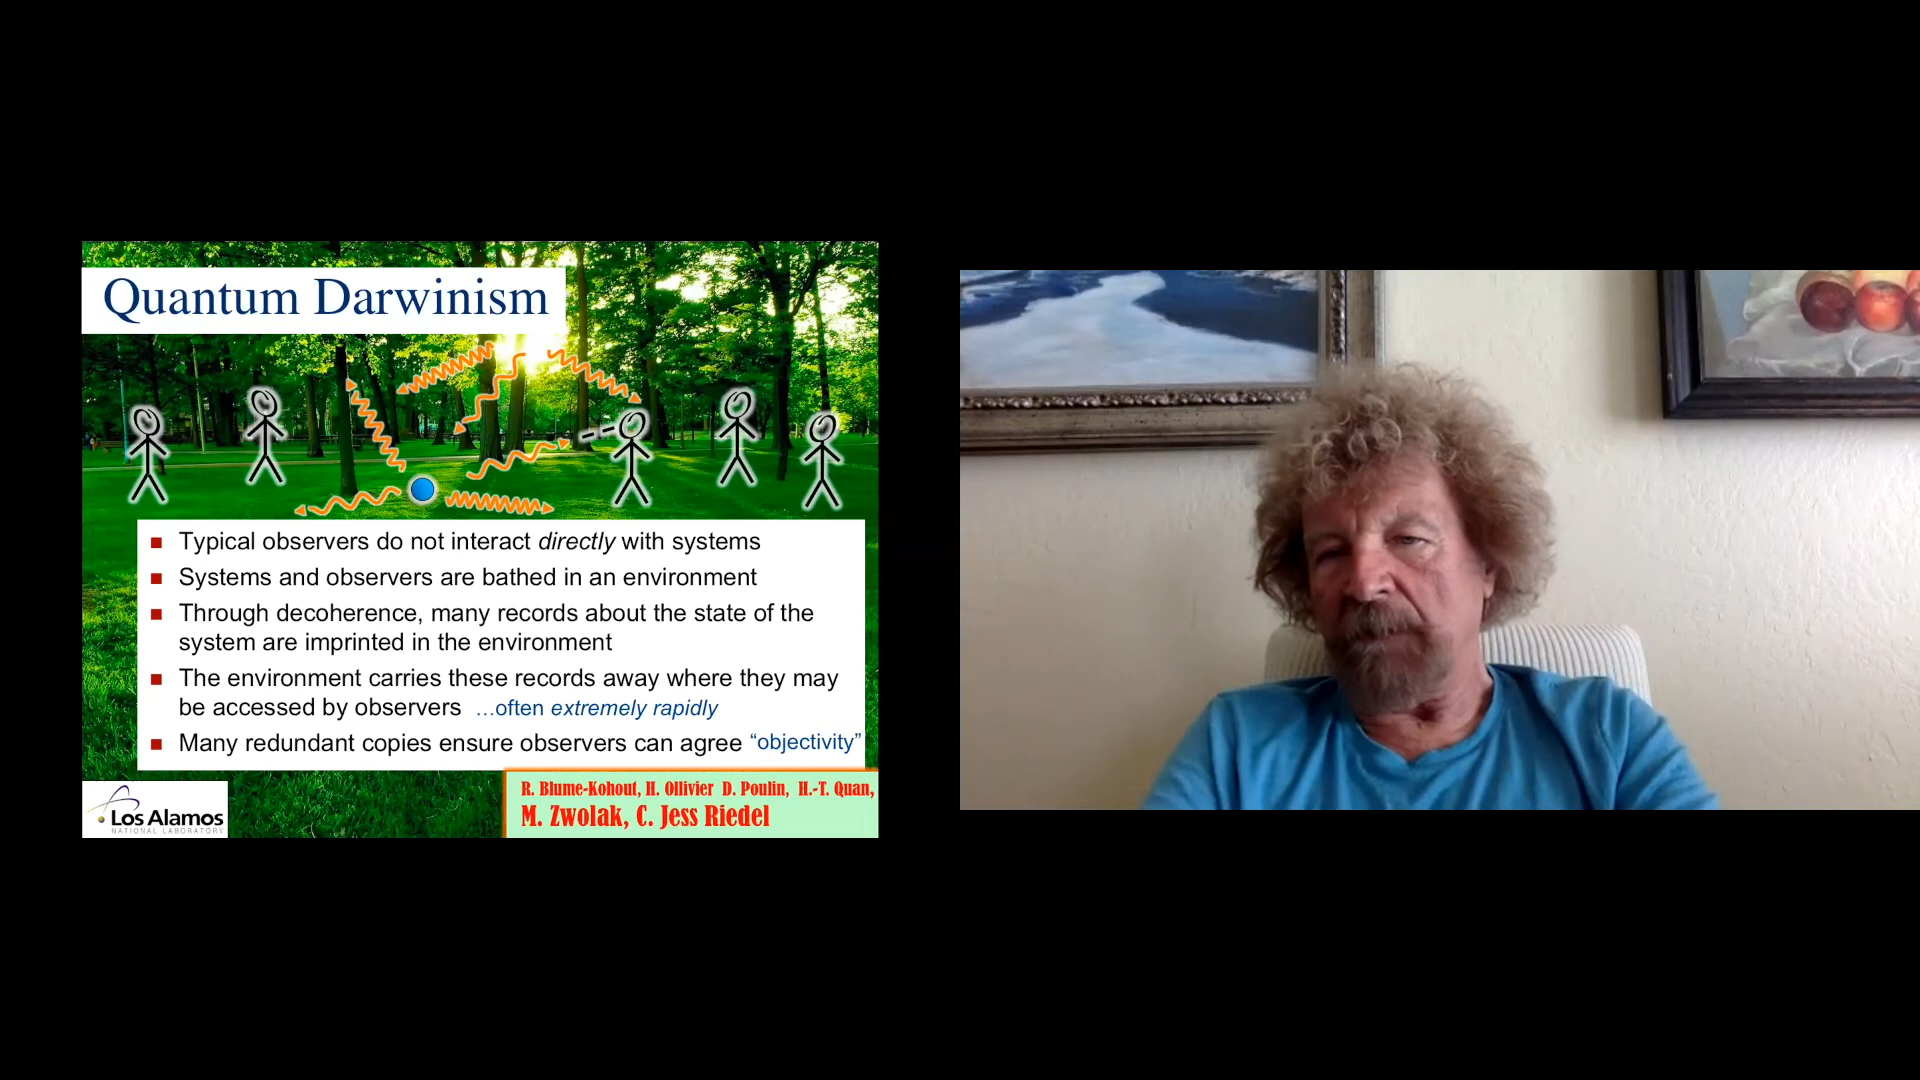 Quantum Darwinism
Typical observers do not interact directly with systems
Systems and observers are bathed in an environment
Through decoherence, many records about the state of the
system are imprinted in the environment
The environment carries these records away where they may
be accessed by observers ...often extremely rapidly
Many redundant copies ensure observers can agree “objectivity”
Los Alamos
NATIONAL LABORATORY
R. Blume-Kohout, H. Ollivier D. Poulin, H.-T. Quan,
M. Zwolak, C. Jess Riedel